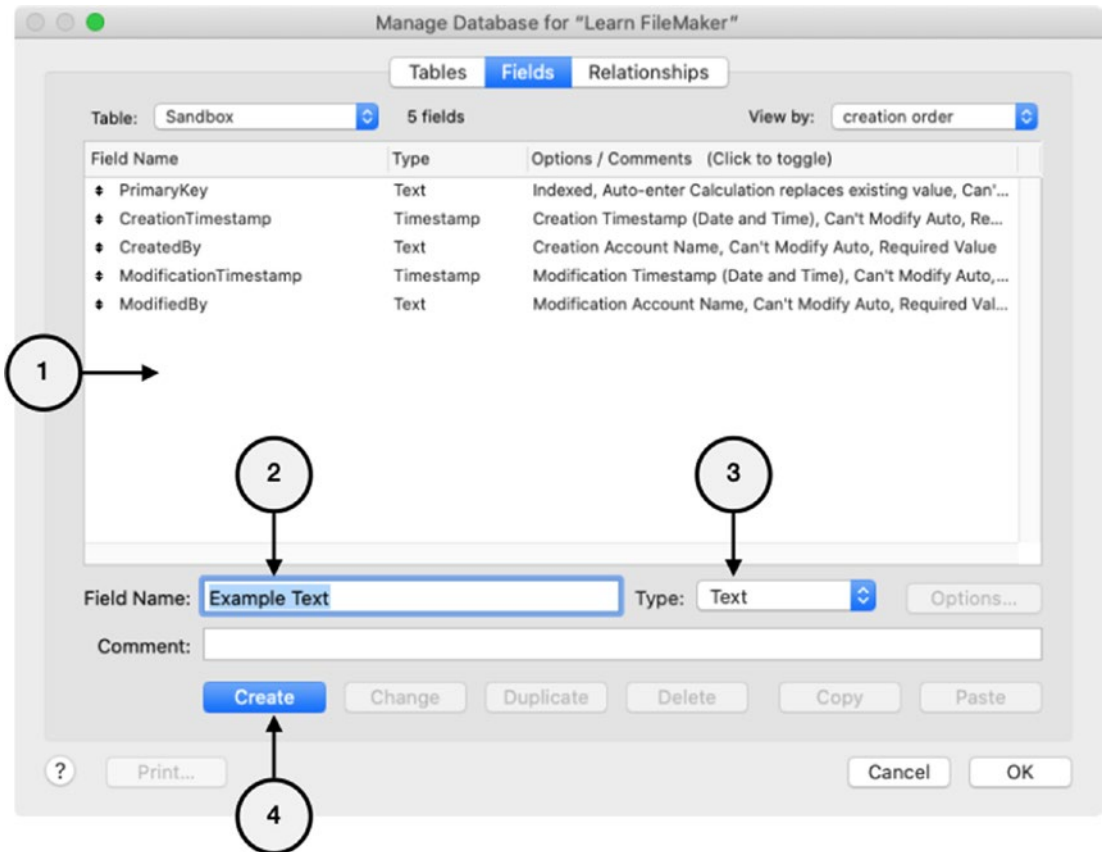 Manage Database for "Learn FileMaker"
Tables Fields Relationships
Table: Sandbox 5 fields View by: creation order
Field Name Type Options / Comments (Click to toggle)
PrimaryKey Text Indexed, Auto-enter Calculation replaces existing value, Can'...
CreationTimestamp Timestamp Creation Timestamp (Date and Time), Can't Modify Auto, Re...
CreatedBy Text Creation Account Name, Can't Modify Auto, Required Value
ModificationTimestamp Timestamp Modification Timestamp (Date and Time), Can't Modify Auto,...
ModifiedBy Text Modification Account Name, Can't Modify Auto, Required Val...
1
2 3
Field Name: Example Text Type: Text Options...
Comment:
Create Change Duplicate Delete Copy Paste
? Print... Cancel OK
4